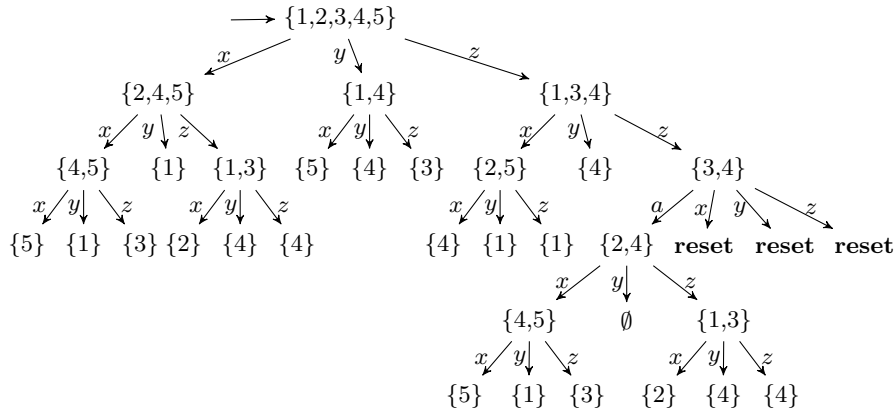 {1,2,3,4,5}
x y z
{2,4,5} {1,4} {1,3,4}
x y z x y z x y z
{4,5} {1} {1,3} {5} {4} {3} {2,5} {4} {3,4}
x y z x y z x y z a x y z
{5} {1} {3} {2} {4} {4} {4} {1} {1} {2,4} reset reset reset
x y z
{4,5} ∅ {1,3}
x y z x y z
{5} {1} {3} {2} {4} {4}